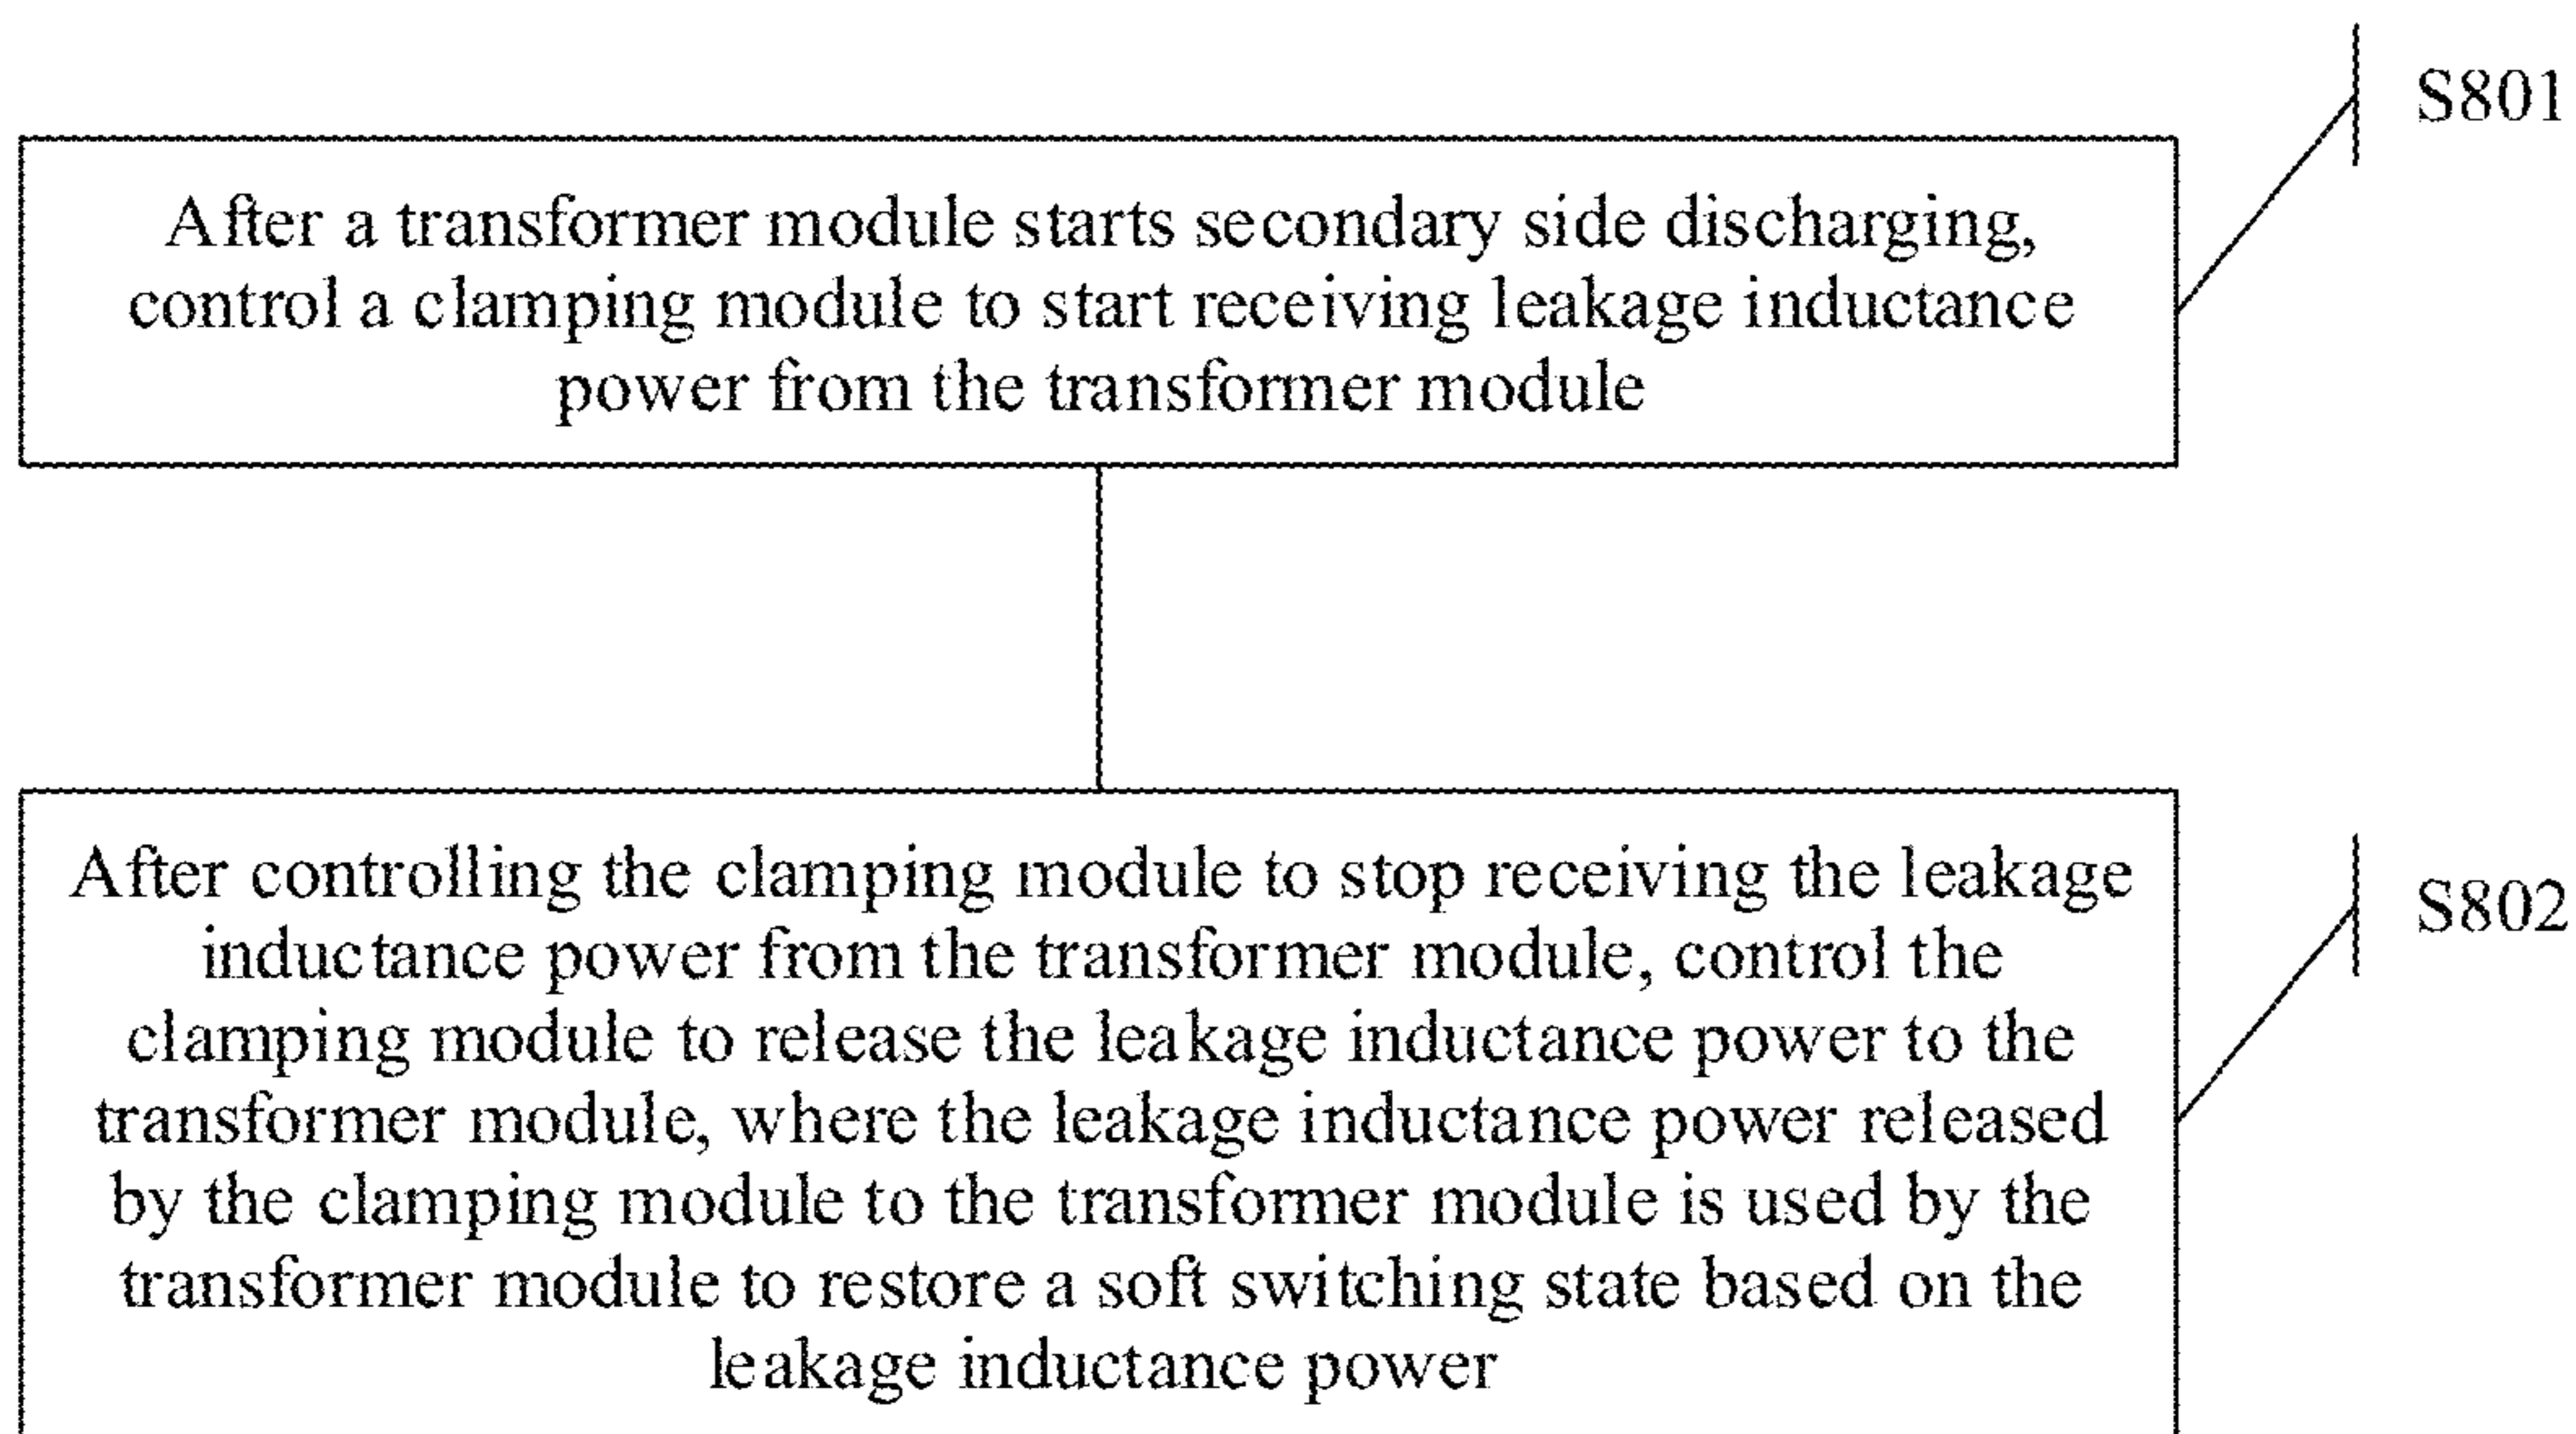 S801
After a transformer module starts secondary side discharging,
control a clamping module to start receiving leakage inductance
power from the transformer module
After controlling the clamping module to stop receiving the leakage
inductance power from the transformer module, control the
clamping module to release the leakage inductance power to the
transformer module, where the leakage inductance power released
by the clamping module to the transformer module is used by the
transformer module to restore a soft switching state based on the
leakage inductance power
S802